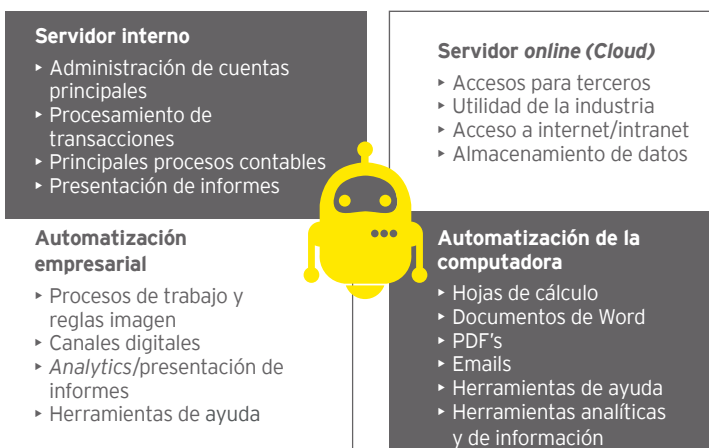 Servidor interno
‣ Administración de cuentas
principales
‣ Procesamiento de
transacciones
‣ Principales procesos contables
‣ Presentación de informes
Servidor online (Cloud)
‣ Accesos para terceros
‣ Utilidad de la industria
‣ Acceso a internet/intranet
‣ Almacenamiento de datos
Automatización
empresarial
‣ Procesos de trabajo y
reglas imagen
‣ Canales digitales
‣ Analytics/presentación de
informes
‣ Herramientas de ayuda
Automatización de la
computadora
‣ Hojas de cálculo
‣ Documentos de Word
‣ PDF's
‣ Emails
‣ Herramientas de ayuda
‣ Herramientas analíticas
y de información